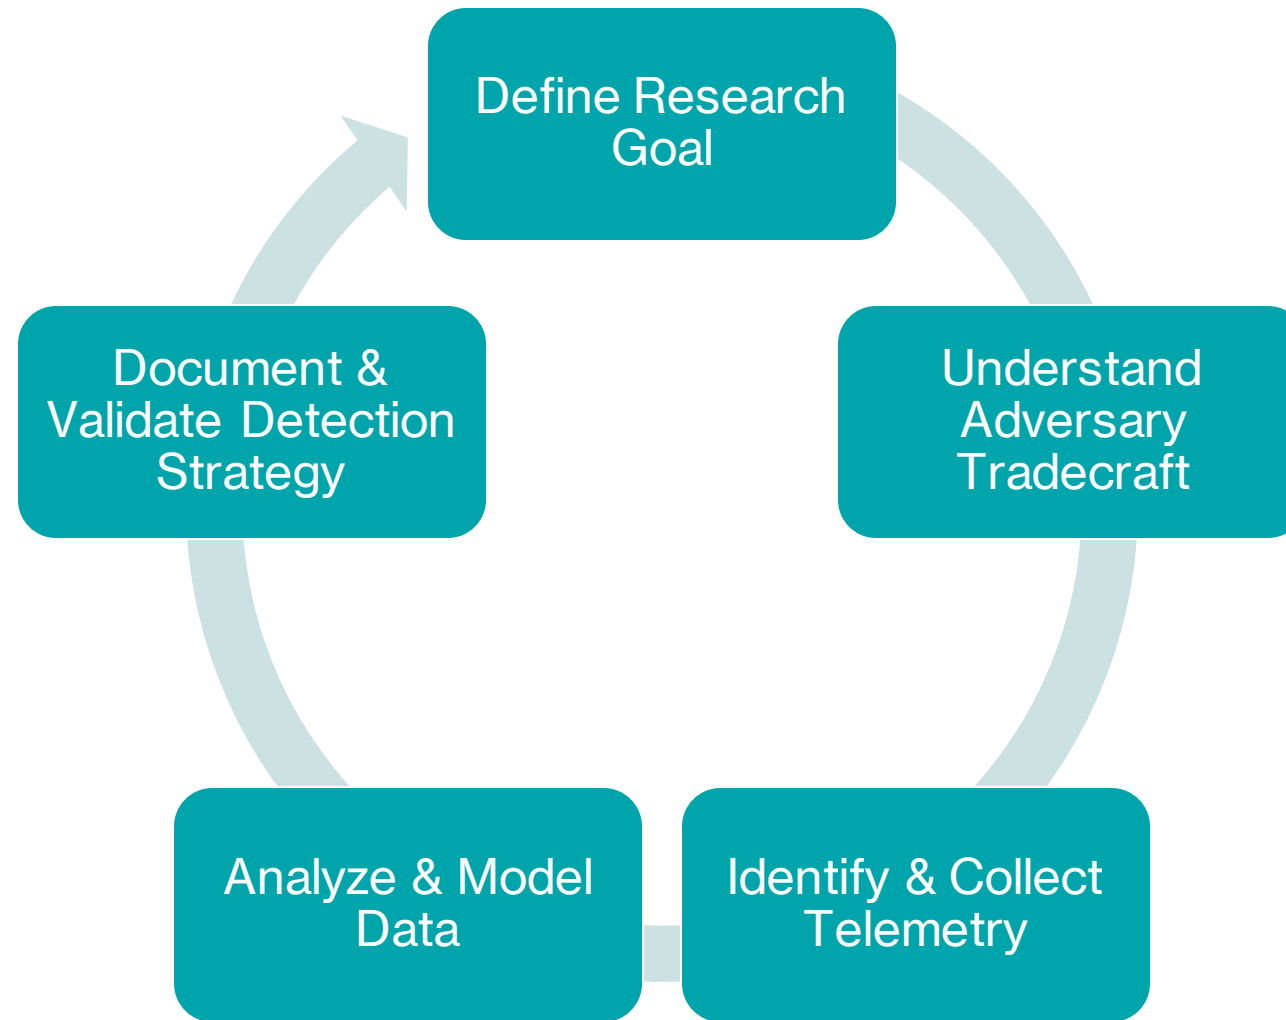 Define Research
Goal
Understand
Adversary
Tradecraft
Identify & Collect
Telemetry
Analyze & Model
Data
Document &
Validate Detection
Strategy